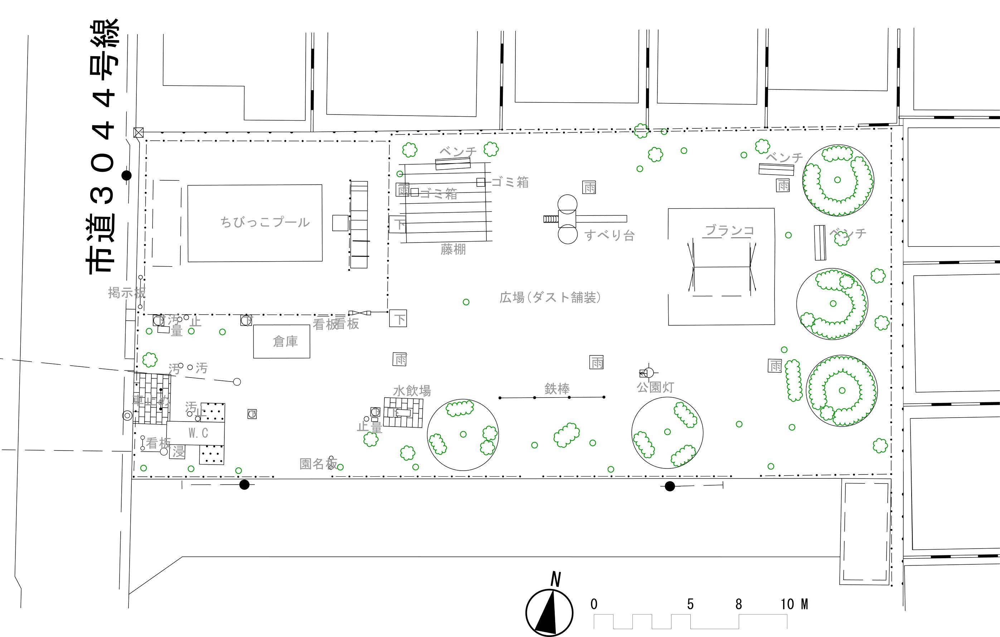 市道３０４４号線
ベンチ
ベンチ
ゴミ箱
雨
雨
雨
ゴミ箱
ちびっこプール
下
ブランコ
ベンチ
すべり台
藤棚
掲示板
広場(ダスト舗装)
下
汚
止
下
看板
看板
下
量
倉庫
雨
雨
雨
汚
汚
公園灯
鉄棒
水飲場
車止め
汚
止
下
下
下
止
量
W.C
看板
浸
園名板
N
0
5
8
10 M